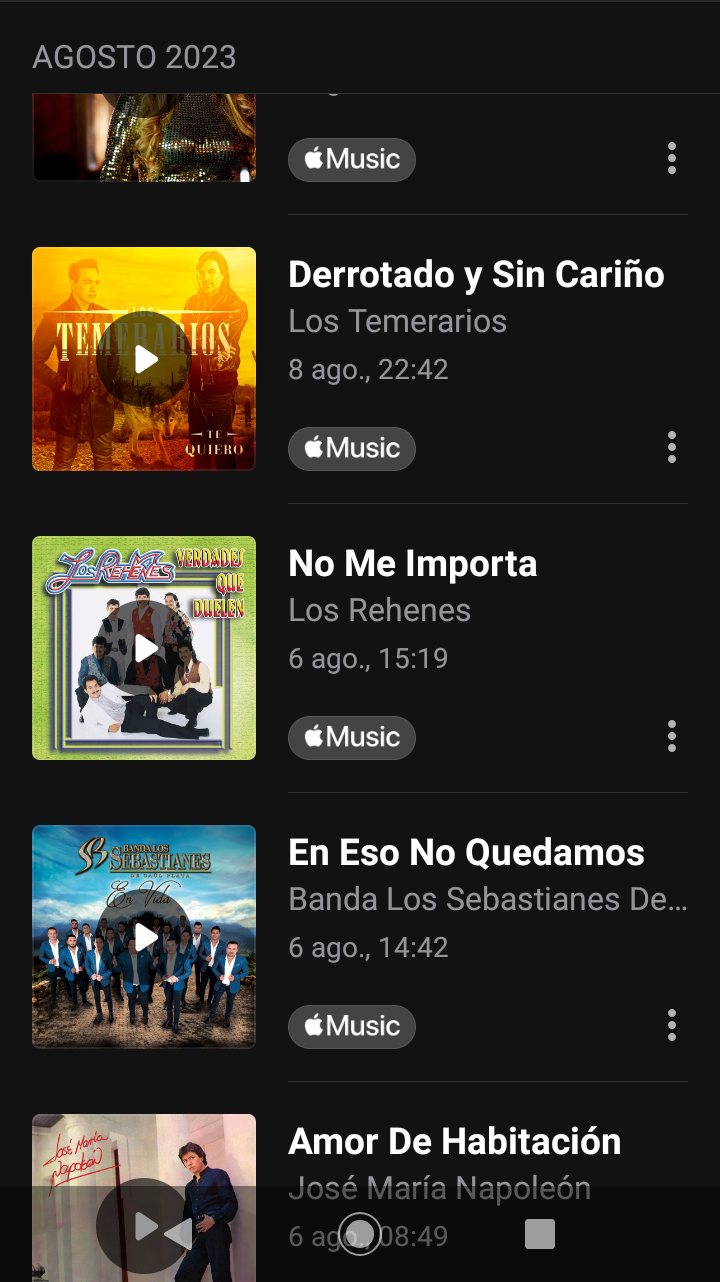 AGOSTO 2023
Music
Derrotado y Sin Cariño
Los Temerarios
8 ago., 22:42
LOS
TEMERARIOS
TE
QUIERO
Music
No Me Importa
Los Rehenes
6 ago., 15:19
Los Rehenes
VERDADES
QUE
DUELEN
Music
En Eso No Quedamos
Banda Los Sebastianes De...
6 ago., 14:42
BANDA LOS
SEBASTIANES
DE SAUL PLATA
En Vida
Music
Amor De Habitación
José María Napoleón
6 ago., 08:49
José María
Napoleón